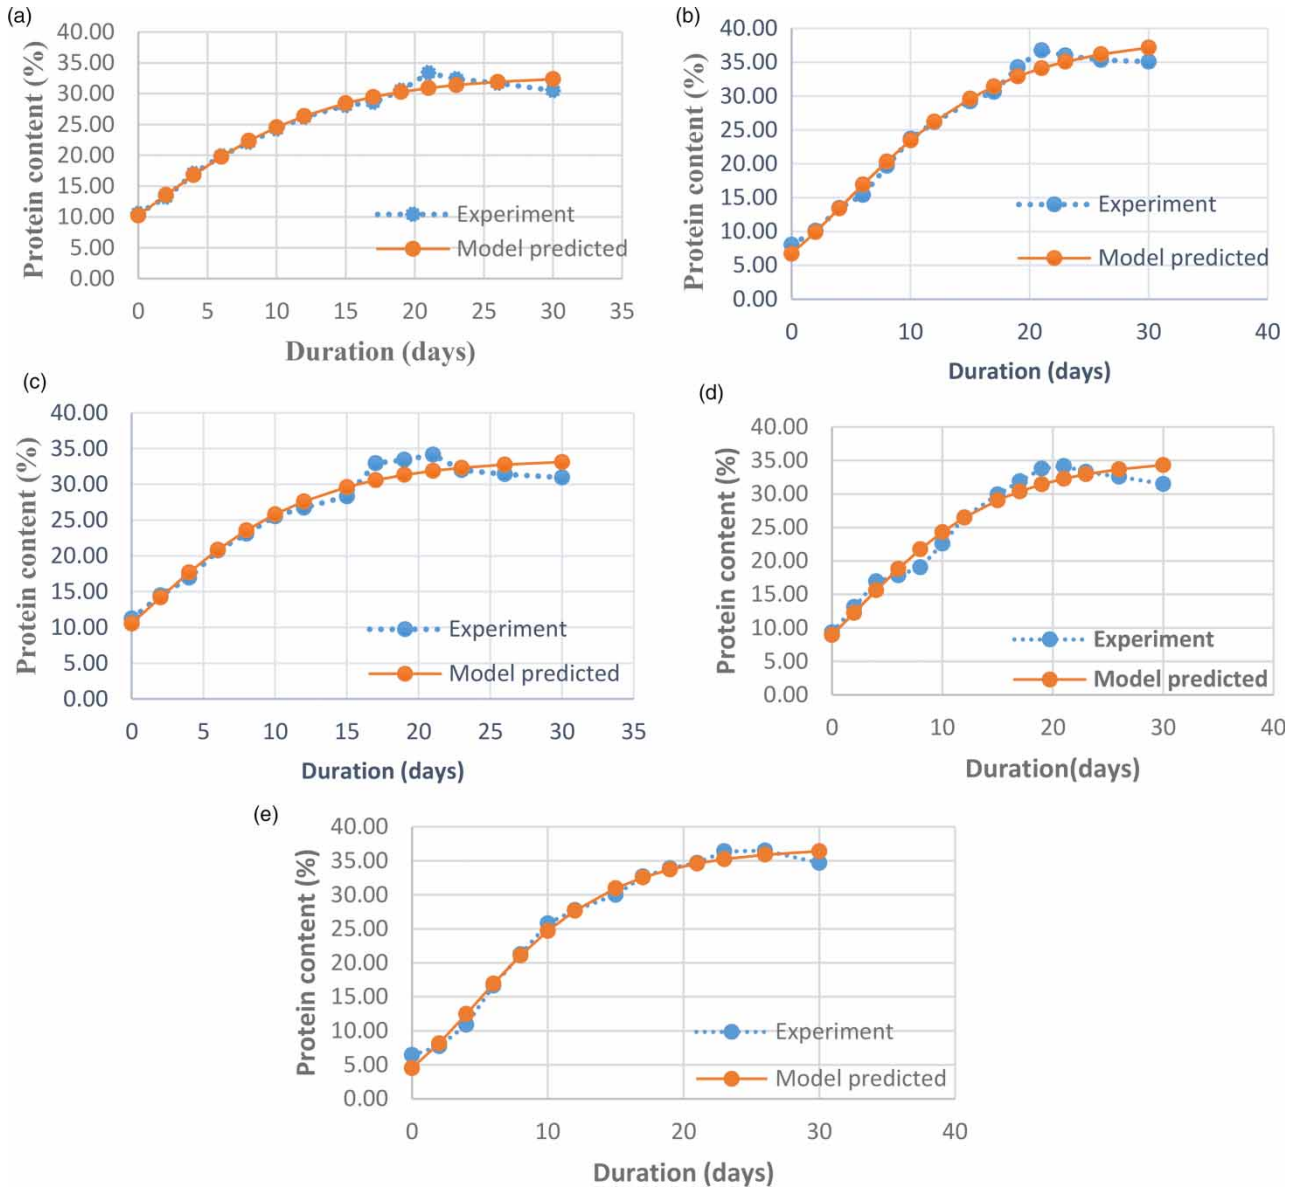 (a)
40.00
35.00
30.00
25.00
20.00
15.00
10.00
5.00
0.00
Protein content (%)
Experiment
Model predicted
0 5 10 15 20 25 30 35
Duration (days)
(b)
40.00
35.00
30.00
25.00
20.00
15.00
10.00
5.00
0.00
Protein content (%)
Experiment
Model predicted
0 10 20 30 40
Duration (days)
(c)
40.00
35.00
30.00
25.00
20.00
15.00
10.00
5.00
0.00
Protein content (%)
Experiment
Model predicted
0 5 10 15 20 25 30 35
Duration (days)
(d)
40.00
35.00
30.00
25.00
20.00
15.00
10.00
5.00
0.00
Protein content (%)
Experiment
Model predicted
0 10 20 30 40
Duration(days)
(e)
40.00
35.00
30.00
25.00
20.00
15.00
10.00
5.00
0.00
Protein content (%)
Experiment
Model predicted
0 10 20 30 40
Duration (days)